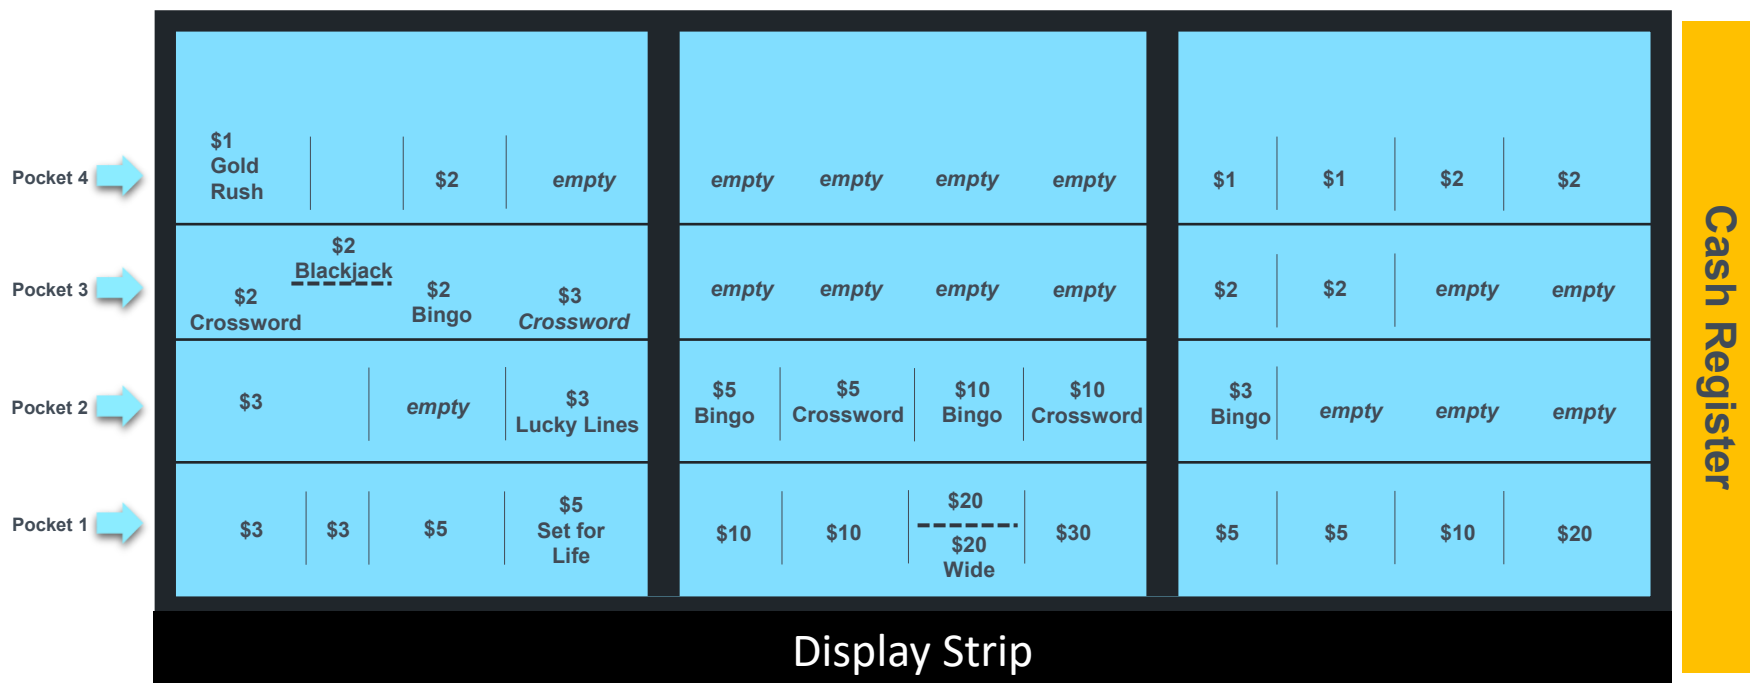 $1
Gold
Rush
Pocket 4
$2
empty
empty
empty
empty
empty
$1
$1
$2
$2
$2
Blackjack
Pocket 3
$2
Crossword
$2
Bingo
$3
Crossword
empty
empty
empty
empty
$2
$2
empty
empty
Pocket 2
$3
empty
$3
Lucky Lines
$5
Bingo
$5
Crossword
$10
Bingo
$10
Crossword
$3
Bingo
empty
empty
empty
Pocket 1
$3
$3
$5
$5
Set for
Life
$10
$10
$20
$20
Wide
$30
$5
$5
$10
$20
Cash Register
Display Strip